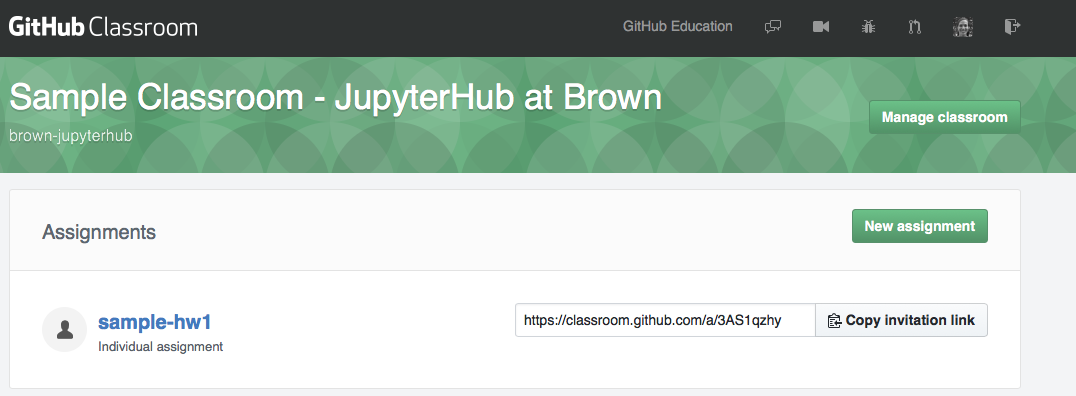 GitHub Classroom
GitHub Education
Sample Classroom - JupyterHub at Brown
brown-jupyterhub
Manage classroom
Assignments
New assignment
sample-hw1
Individual assignment
https://classroom.github.com/a/3AS1qzhy
Copy invitation link